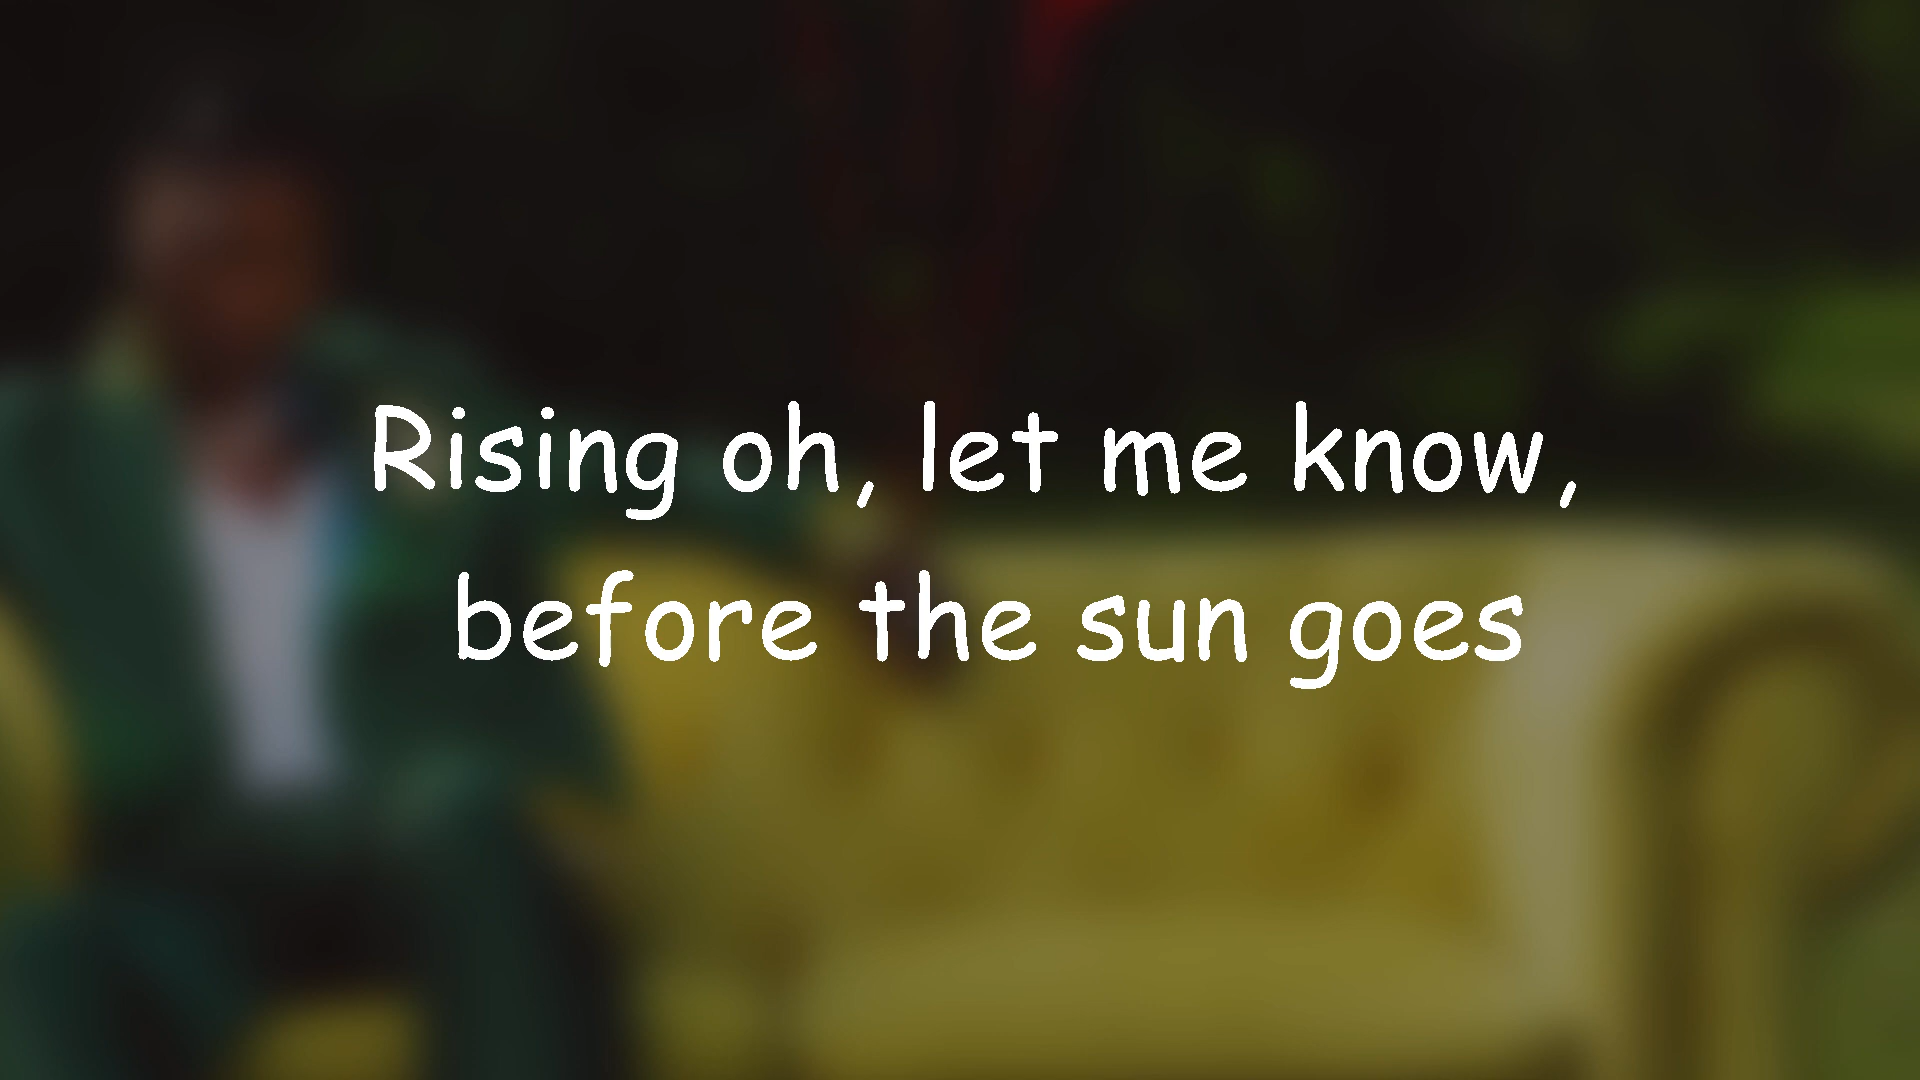 Rising oh, let me know,
before the sun goes